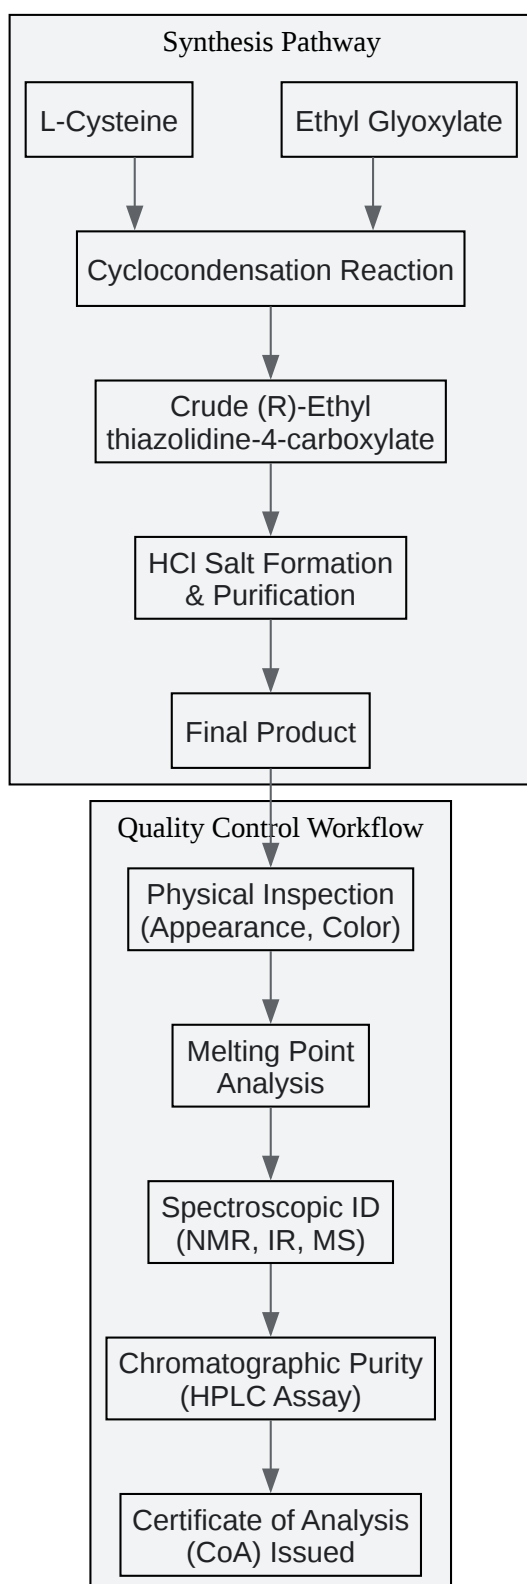 Synthesis Pathway
L-Cysteine
Ethyl Glyoxylate
Cyclocondensation Reaction
Crude (R)-Ethyl
thiazolidine-4-carboxylate
HCl Salt Formation
& Purification
Final Product
Quality Control Workflow
Physical Inspection
(Appearance, Color)
Melting Point
Analysis
Spectroscopic ID
(NMR, IR, MS)
Chromatographic Purity
(HPLC Assay)
Certificate of Analysis
(CoA) Issued